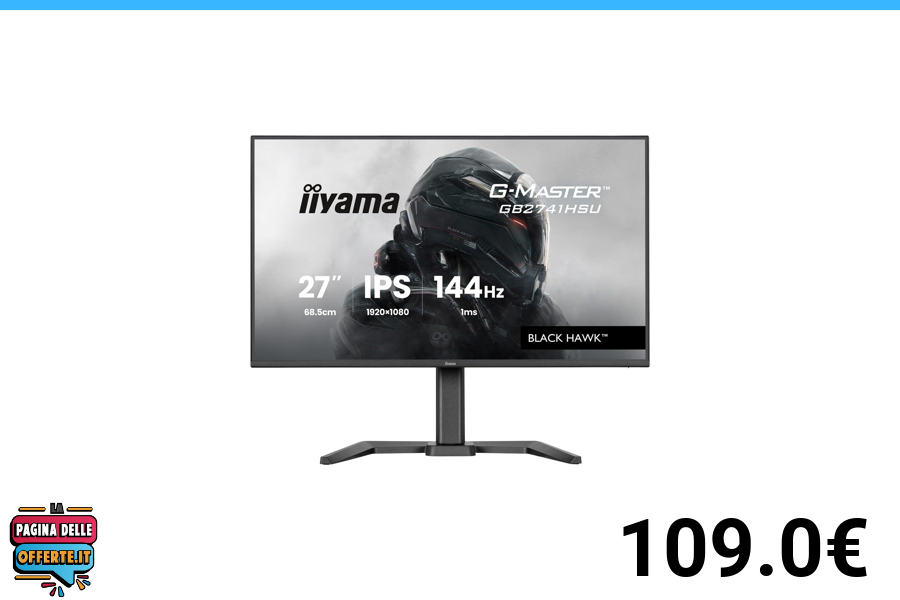 iiyama
G-MASTER™
GB2741HSU
27"
IPS
144Hz
68.5cm
1920×1080
1ms
BLACK HAWK™
LA
PAGINA DELLE
OFFERTE.IT
109.0€